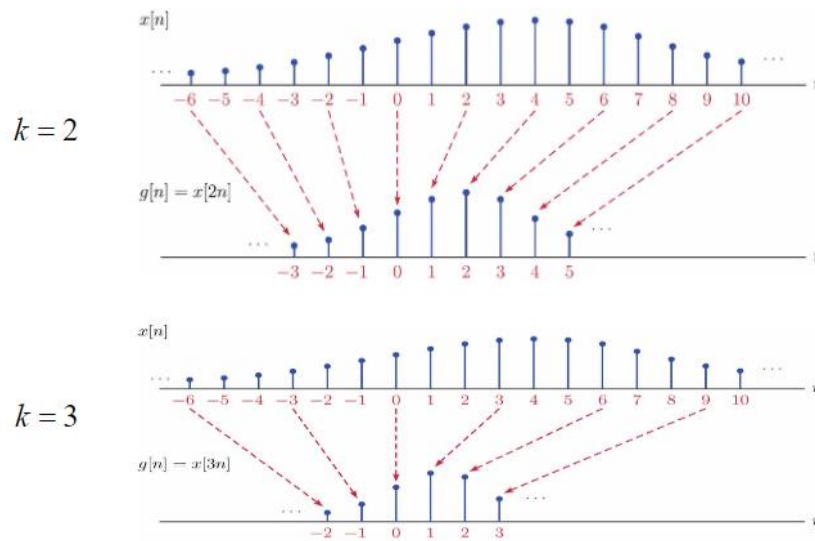 x[n]
··· −6 −5 −4 −3 −2 −1 0 1 2 3 4 5 6 7 8 9 10 ···
k = 2
g[n] = x[2n]
··· −3 −2 −1 0 1 2 3 4 5 ···
x[n]
··· −6 −5 −4 −3 −2 −1 0 1 2 3 4 5 6 7 8 9 10 ···
k = 3
g[n] = x[3n]
··· −2 −1 0 1 2 3 ···